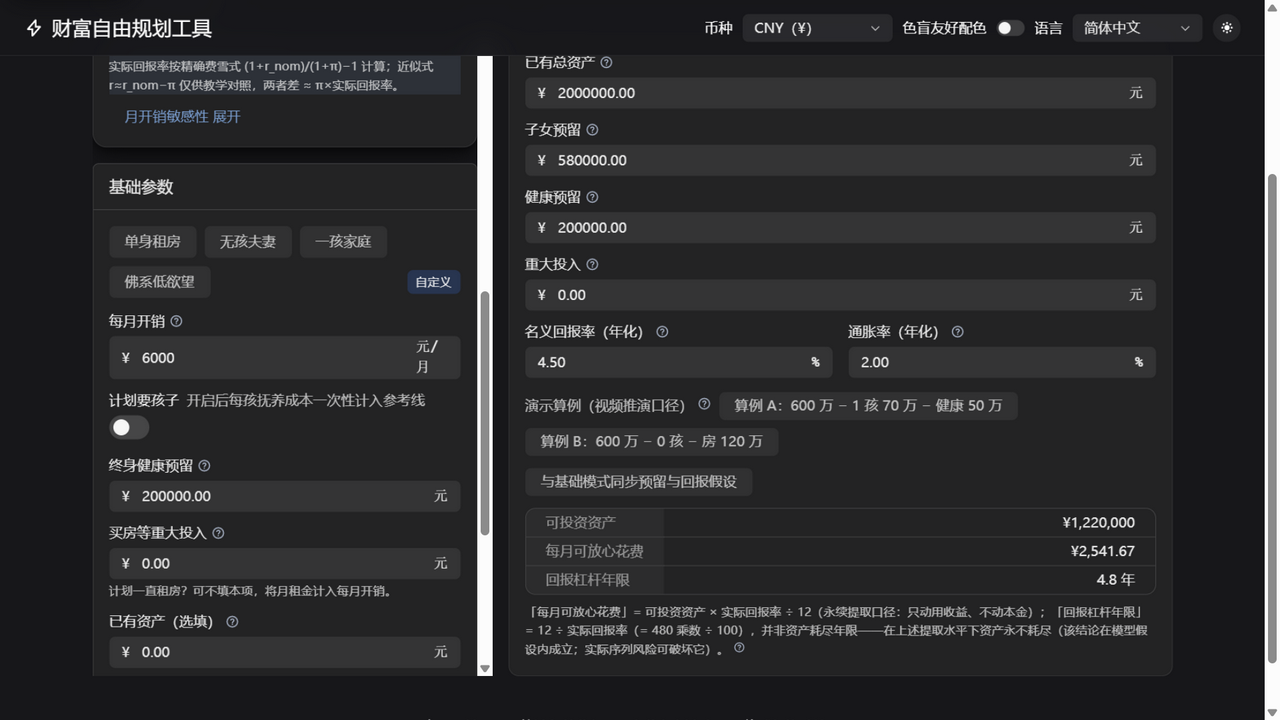 财富自由规划工具
币种
CNY（¥）
色盲友好配色
语言
简体中文
实际回报率按精确费雪式 (1+r_nom)/(1+π)−1 计算；近似式
r≈r_nom−π 仅供教学对照，两者差 ≈ π×实际回报率。
月开销敏感性 展开
基础参数
单身租房
无孩夫妻
一孩家庭
佛系低欲望
自定义
每月开销
¥ 6000 元/
月
计划要孩子 开启后每孩抚养成本一次性计入参考线
终身健康预留
¥ 200000.00 元
买房等重大投入
¥ 0.00 元
计划一直租房？可不填本项，将月租金计入每月开销。
已有资产（选填）
¥ 0.00 元
已有总资产
¥ 2000000.00 元
子女预留
¥ 580000.00 元
健康预留
¥ 200000.00 元
重大投入
¥ 0.00 元
名义回报率（年化）
4.50 %
通胀率（年化）
2.00 %
演示算例（视频推演口径）
算例 A：600 万 − 1 孩 70 万 − 健康 50 万
算例 B：600 万 − 0 孩 − 房 120 万
与基础模式同步预留与回报假设
可投资资产 ¥1,220,000
每月可放心花费 ¥2,541.67
回报杠杆年限 4.8 年
「每月可放心花费」= 可投资资产 × 实际回报率 ÷ 12（永续提取口径：只动用收益、不动本金）；「回报杠杆年限」
= 12 ÷ 实际回报率（= 480 乘数 ÷ 100），并非资产耗尽年限——在上述提取水平下资产永不耗尽（该结论在模型假
设内成立；实际序列风险可破坏它）。